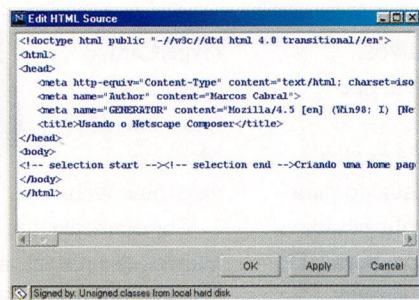 Edit HTML Source
<!doctype html public "-//w3c//dtd html 4.0 transitional//en">
<html>
<head>
<meta http-equiv="Content-Type" content="text/html; charset=iso
<meta name="Author" content="Marcos Cabral">
<meta name="GENERATOR" content="Mozilla/4.5 [en] (Win98; I) [Ne
<title>Usando o Netscape Composer</title>
</head>
<body>
<!-- selection start --><!-- selection end -->Criando uma home pag
</body>
</html>
OK Apply Cancel
Signed by: Unsigned classes from local hard disk.